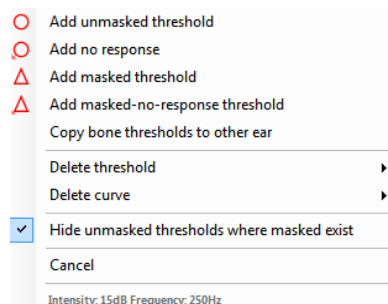 Add unmasked threshold
Add no response
Add masked threshold
Add masked-no-response threshold
Copy bone thresholds to other ear
Delete threshold
Delete curve
Hide unmasked thresholds where masked exist
Cancel
Intensity: 15dB Frequency: 250Hz